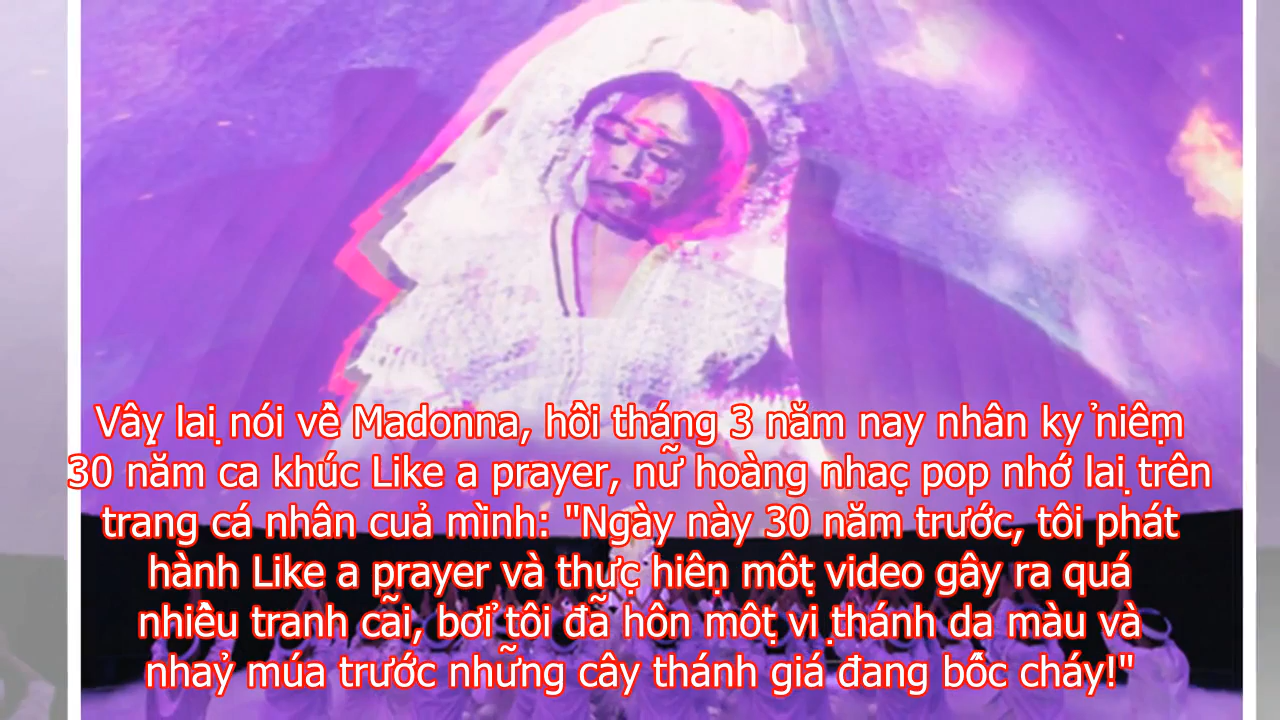 Vậy lại nói về Madonna, hồi tháng 3 năm nay nhân kỷ niệm
30 năm ca khúc Like a prayer, nữ hoàng nhạc pop nhớ lại trên
trang cá nhân của mình: "Ngày này 30 năm trước, tôi phát
hành Like a prayer và thực hiện một video gây ra quá
nhiều tranh cãi, bởi tôi đã hôn một vị thánh da màu và
nhảy múa trước những cây thánh giá đang bốc cháy!"